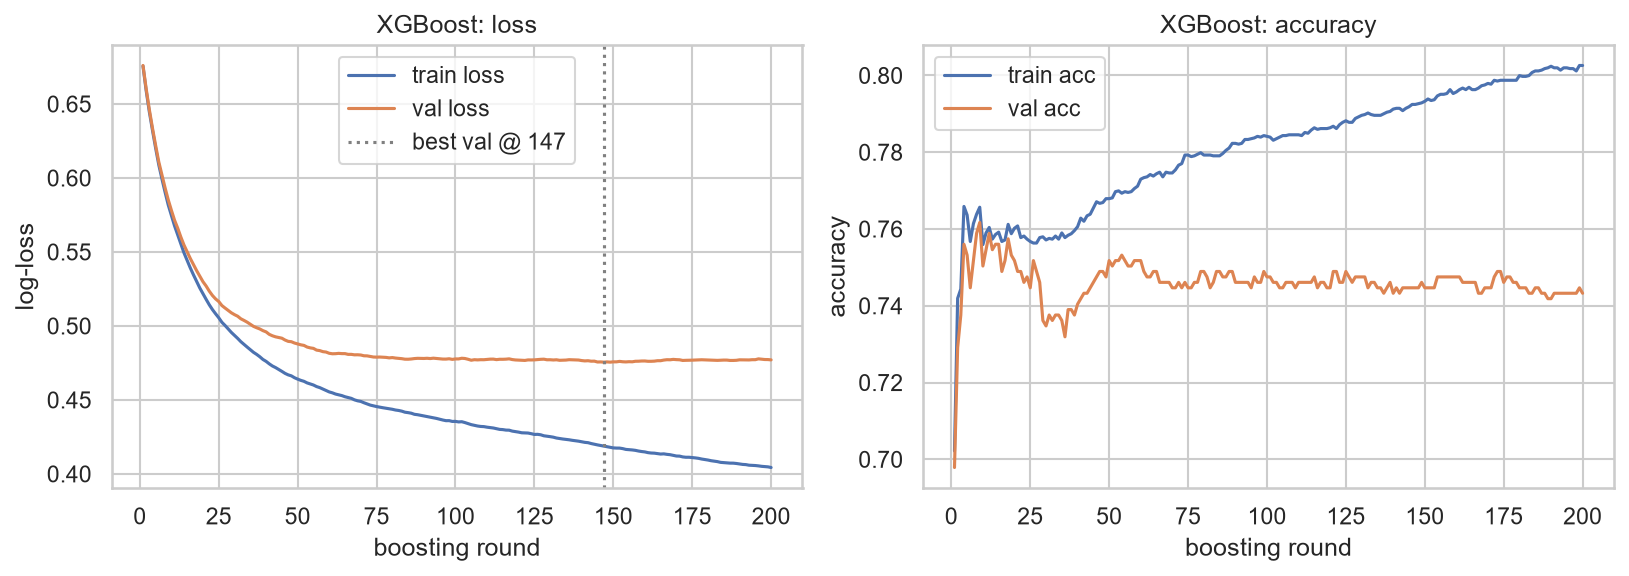 XGBoost: loss
train loss
val loss
best val @ 147
log-loss
0.65
0.60
0.55
0.50
0.45
0.40
0 25 50 75 100 125 150 175 200
boosting round
XGBoost: accuracy
train acc
val acc
accuracy
0.80
0.78
0.76
0.74
0.72
0.70
0 25 50 75 100 125 150 175 200
boosting round